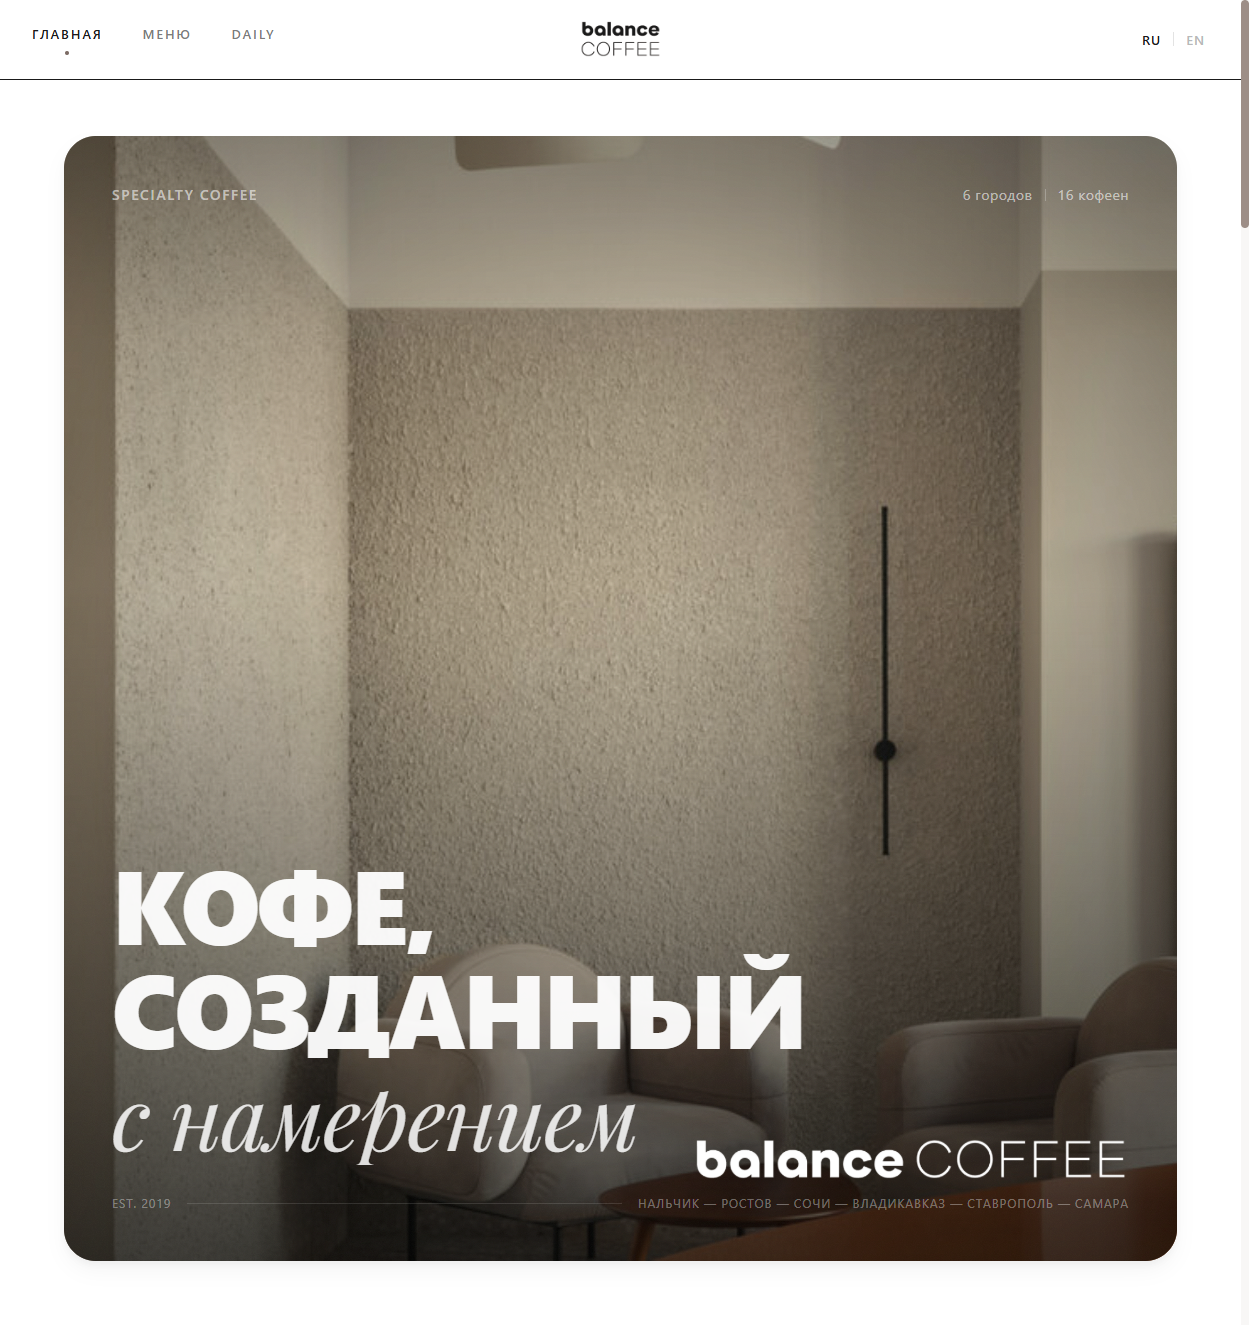 ГЛАВНАЯ МЕНЮ DAILY
balance
COFFEE
RU EN
SPECIALTY COFFEE
6 городов 16 кофеен
КОФЕ,
СОЗДАННЫЙ
с намерением
balance COFFEE
EST. 2019
НАЛЬЧИК — РОСТОВ — СОЧИ — ВЛАДИКАВКАЗ — СТАВРОПОЛЬ — САМАРА